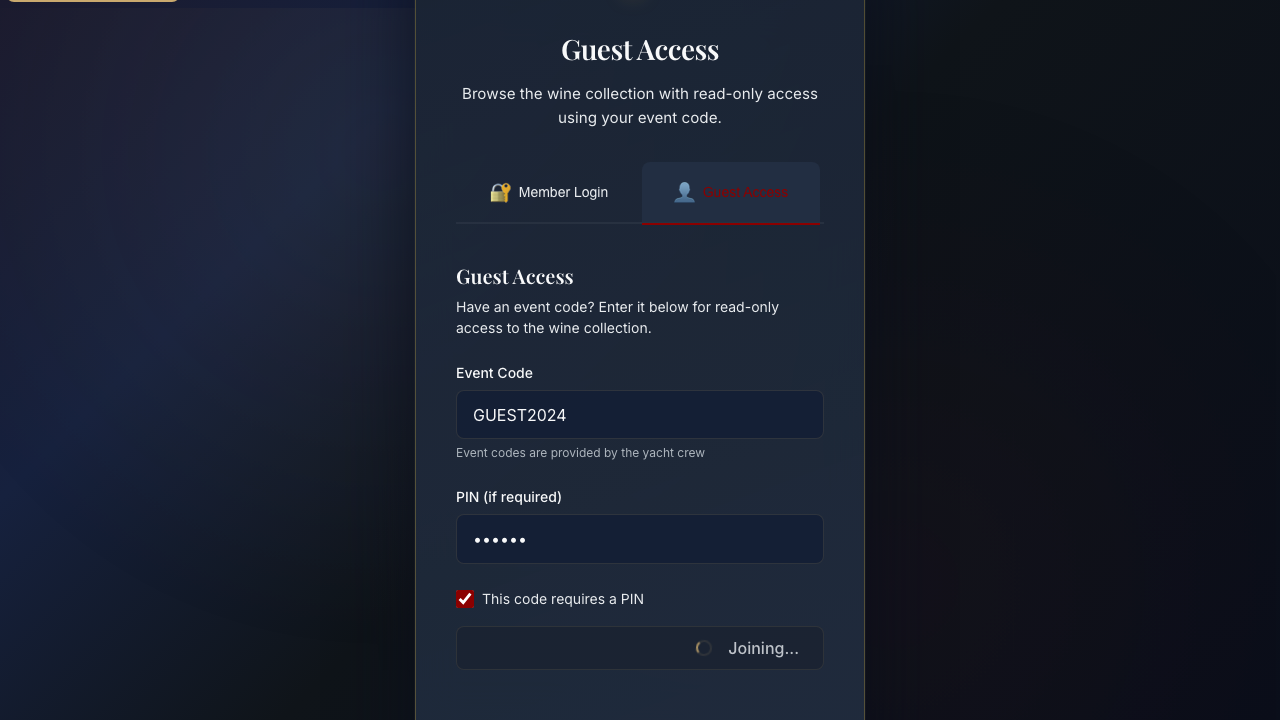 Guest Access
Browse the wine collection with read-only access
using your event code.
Member Login
Guest Access
Guest Access
Have an event code? Enter it below for read-only
access to the wine collection.
Event Code
GUEST2024
Event codes are provided by the yacht crew
PIN (if required)
••••••
This code requires a PIN
Joining...